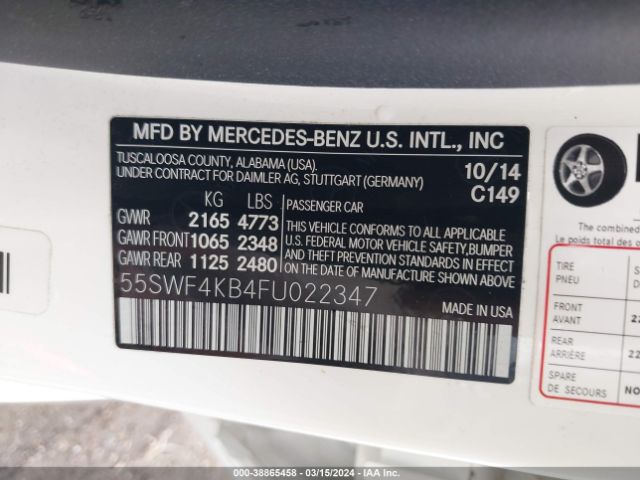 MFD BY MERCEDES-BENZ U.S. INTL., INC
TUSCALOOSA COUNTY, ALABAMA (USA).
UNDER CONTRACT FOR DAIMLER AG, STUTTGART (GERMANY)
10/14
C149
KG LBS
PASSENGER CAR
GVWR 2165 4773
GAWR FRONT 1065 2348
GAWR REAR 1125 2480
THIS VEHICLE CONFORMS TO ALL APPLICABLE
U.S. FEDERAL MOTOR VEHICLE SAFETY, BUMPER
AND THEFT PREVENTION STANDARDS IN EFFECT
ON THE DATE OF MANUFACTURE SHOWN ABOVE
55SWF4KB4FU022347
MADE IN USA
The combined
Le poids total des
TIRE
PNEU
FRONT
AVANT
REAR
ARRIÈRE
SPARE
DE SECOURS
000-38865458 - 03/15/2024 - IAA Inc.